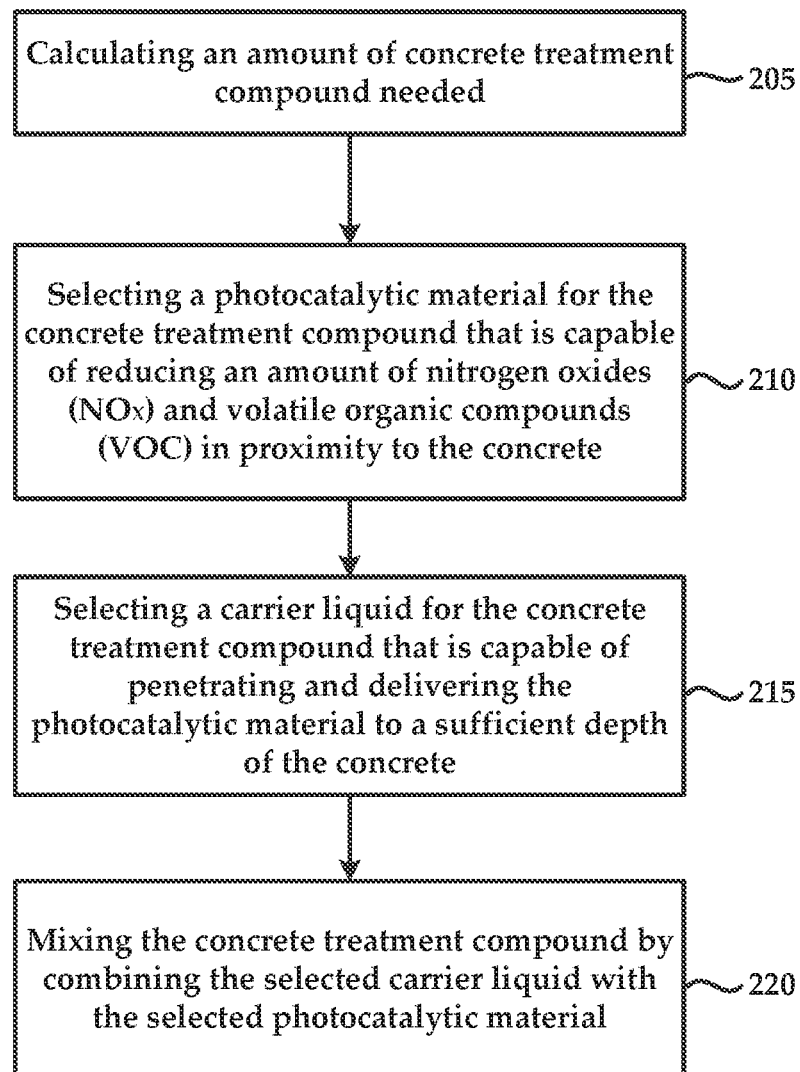 Calculating an amount of concrete treatment
compound needed
205
Selecting a photocatalytic material for the
concrete treatment compound that is capable
of reducing an amount of nitrogen oxides
(NOx) and volatile organic compounds
(VOC) in proximity to the concrete
210
Selecting a carrier liquid for the concrete
treatment compound that is capable of
penetrating and delivering the
photocatalytic material to a sufficient depth
of the concrete
215
Mixing the concrete treatment compound by
combining the selected carrier liquid with
the selected photocatalytic material
220